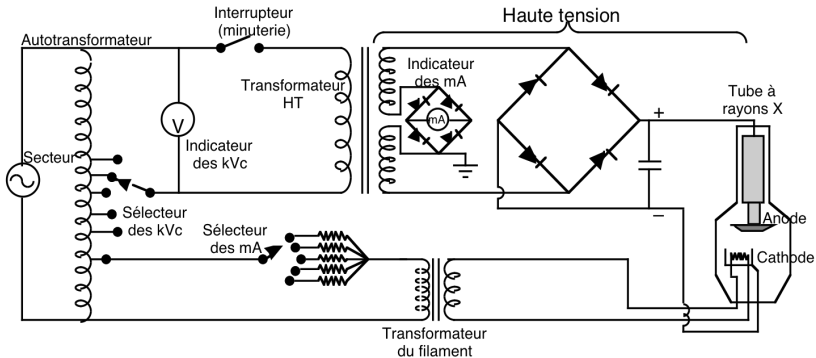 Interrupteur
(minuterie)
Haute tension
Autotransformateur
Indicateur
des mA
Transformateur
HT
Tube à
rayons X
mA
+
V
Indicateur
des kVc
Secteur
Sélecteur
des kVc
Sélecteur
des mA
–
Anode
Cathode
Transformateur
du filament